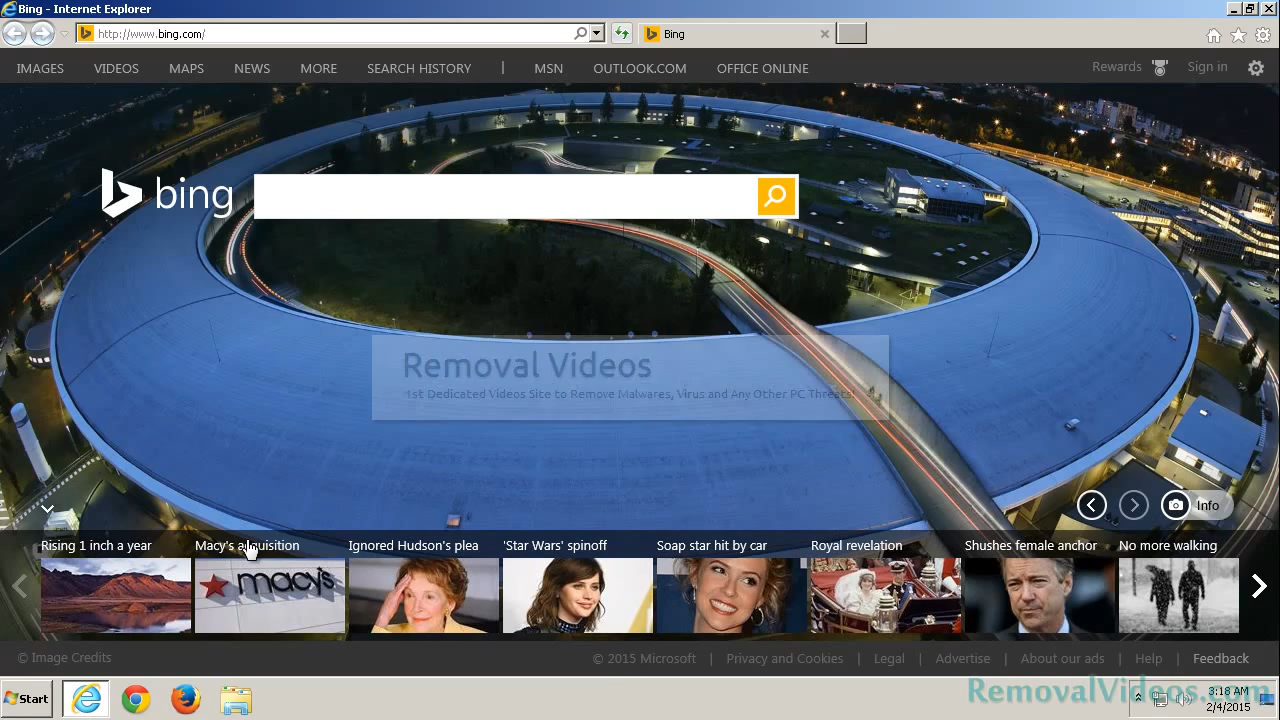 Bing - Internet Explorer
http://www.bing.com/
Bing
IMAGES VIDEOS MAPS NEWS MORE SEARCH HISTORY | MSN OUTLOOK.COM OFFICE ONLINE Rewards Sign in
bing
Removal Videos
1st Dedicated Videos Site to Remove Malwares, Virus and Any Other PC Threats!
Info
Rising 1 inch a year Macy's acquisition Ignored Hudson's plea 'Star Wars' spinoff Soap star hit by car Royal revelation Shushes female anchor No more walking
macy's
© Image Credits © 2015 Microsoft | Privacy and Cookies | Legal | Advertise | About our ads | Help | Feedback
Start
RemovalVideos.com
3:18 AM
2/4/2015